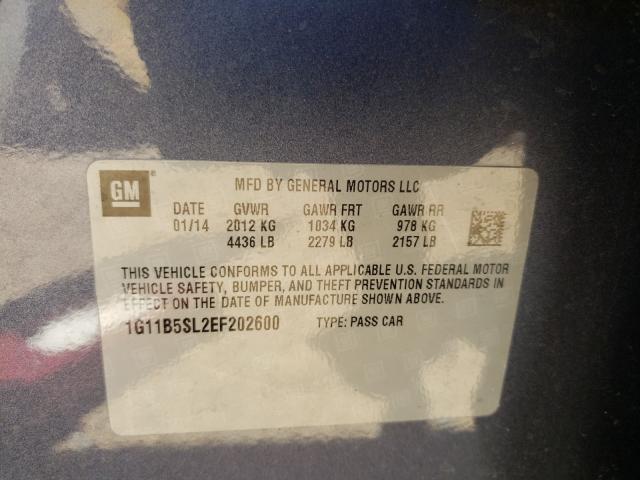 GM ®
MFD BY GENERAL MOTORS LLC
DATE GVWR GAWR FRT GAWR RR
01/14 2012 KG 1034 KG 978 KG
4436 LB 2279 LB 2157 LB
THIS VEHICLE CONFORMS TO ALL APPLICABLE U.S. FEDERAL MOTOR
VEHICLE SAFETY, BUMPER, AND THEFT PREVENTION STANDARDS IN
EFFECT ON THE DATE OF MANUFACTURE SHOWN ABOVE.
1G11B5SL2EF202600 TYPE: PASS CAR